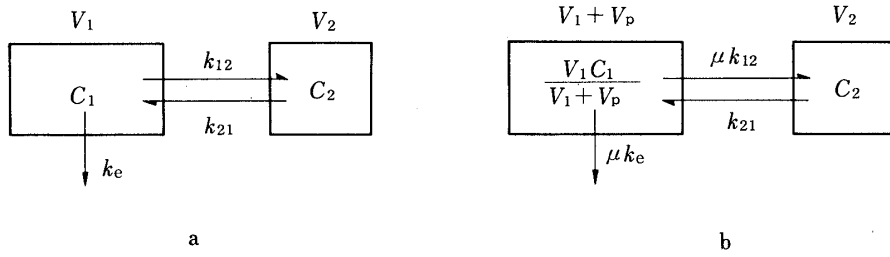 V₁ V₂ V₁ + Vₚ V₂
k₁₂ μk₁₂
C₁ C₂ V₁C₁ / V₁ + Vₚ C₂
k₂₁ k₂₁
kₑ μkₑ
a b